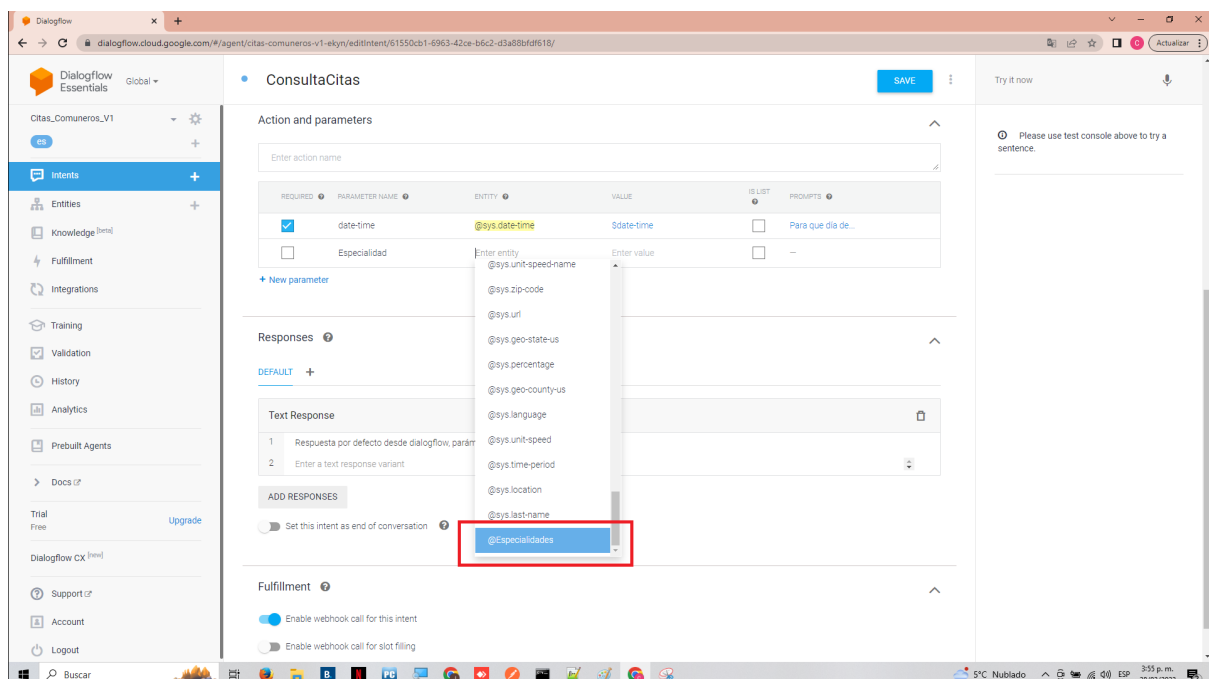 Dialogflow
dialogflow.cloud.google.com/#/agent/citas-comuneros-v1-ekyn/editIntent/61550cb1-6963-42ce-b6c2-d3a88bfdf618/
C
Actualizar
Dialogflow
Essentials
Global
ConsultaCitas
SAVE
Try it now
Citas_Comuneros_V1
es
Intents
Entities
Knowledge [beta]
Fulfillment
Integrations
Training
Validation
History
Analytics
Prebuilt Agents
Docs
Trial
Free
Upgrade
Dialogflow CX [new]
Support
Account
Logout
Action and parameters
Enter action name
REQUIRED PARAMETER NAME ENTITY VALUE IS LIST PROMPTS
date-time @sys.date-time $date-time Para que día de...
Especialidad Enter entity Enter value —
+ New parameter
@sys.unit-speed-name
@sys.zip-code
@sys.url
@sys.geo-state-us
@sys.percentage
@sys.geo-county-us
@sys.language
@sys.unit-speed
@sys.time-period
@sys.location
@sys.last-name
@Especialidades
Responses
DEFAULT
Text Response
1 Respuesta por defecto desde dialogflow, parám
2 Enter a text response variant
ADD RESPONSES
Set this intent as end of conversation
Fulfillment
Enable webhook call for this intent
Enable webhook call for slot filling
Please use test console above to try a
sentence.
Buscar
5°C Nublado
ESP
3:55 p. m.